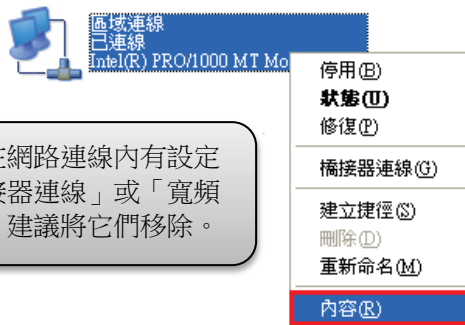 區域連線
已連線
Intel(R) PRO/1000 MT Mo
停用(B)
狀態(U)
修復(P)
橋接器連線(G)
建立捷徑(S)
刪除(D)
重新命名(M)
內容(R)
在網路連線內有設定
接器連線」或「寬頻
建議將它們移除。